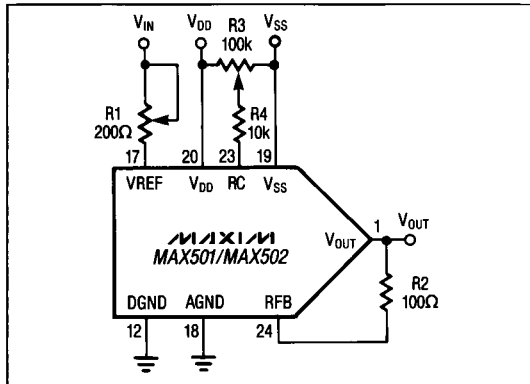 VIN VDD R3 VSS
100k
R1
200Ω
R4
10k
17 20 23 19
VREF VDD RC VSS
MAXIM
MAX501/MAX502
VOUT 1 VOUT
R2
100Ω
DGND AGND RFB
12 18 24